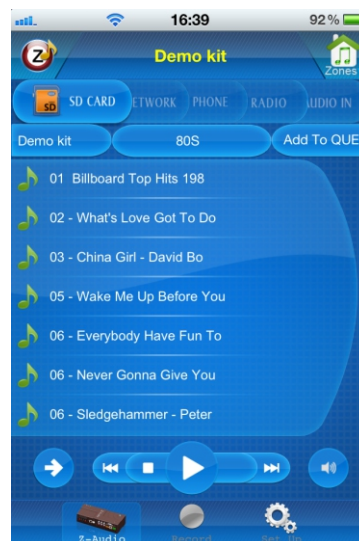 16:39 92%
Z Demo kit
Zones
SD SD CARD ETWORK PHONE RADIO UDIO IN
Demo kit 80S Add To QUE
01 Billboard Top Hits 198
02 - What's Love Got To Do
03 - China Girl - David Bo
05 - Wake Me Up Before You
06 - Everybody Have Fun To
06 - Never Gonna Give You
06 - Sledgehammer - Peter
Z-Audio Record Set Up